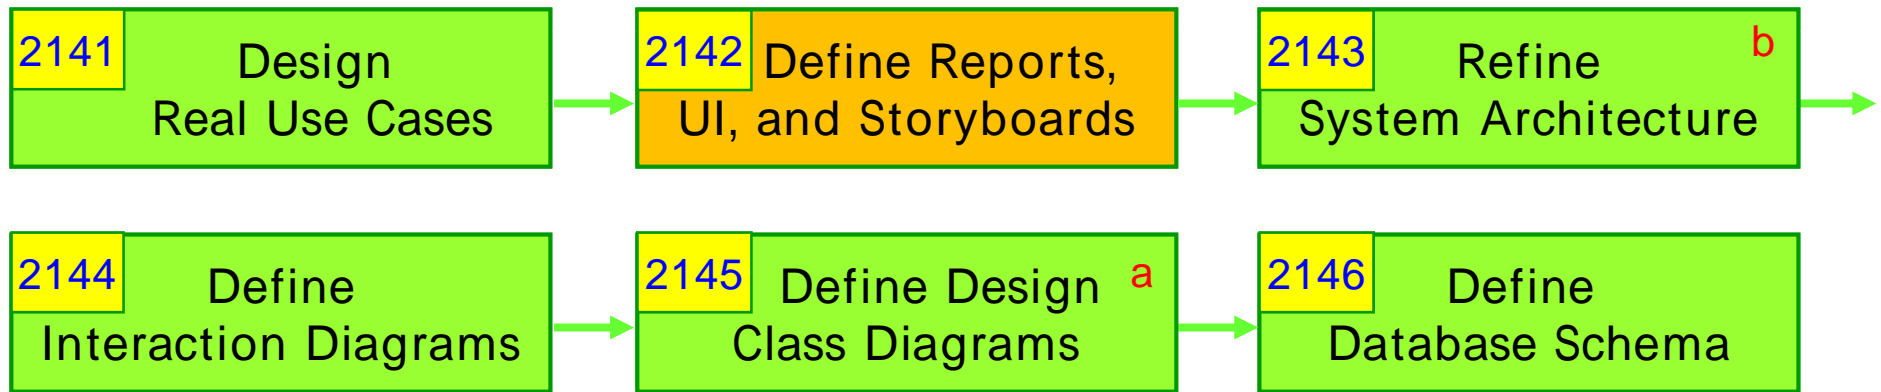 2141
Design
Real Use Cases
2142
Define Reports,
UI, and Storyboards
2143
Refine
b
System Architecture
2144
Define
Interaction Diagrams
2145
Define Design
a
Class Diagrams
2146
Define
Database Schema